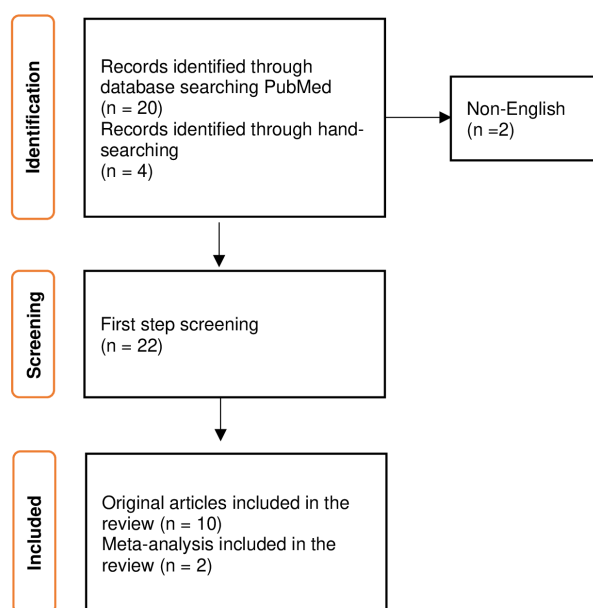 Identification
Records identified through
database searching PubMed
(n = 20)
Records identified through hand-
searching
(n = 4)
Non-English
(n =2)
Screening
First step screening
(n = 22)
Included
Original articles included in the
review (n = 10)
Meta-analysis included in the
review (n = 2)